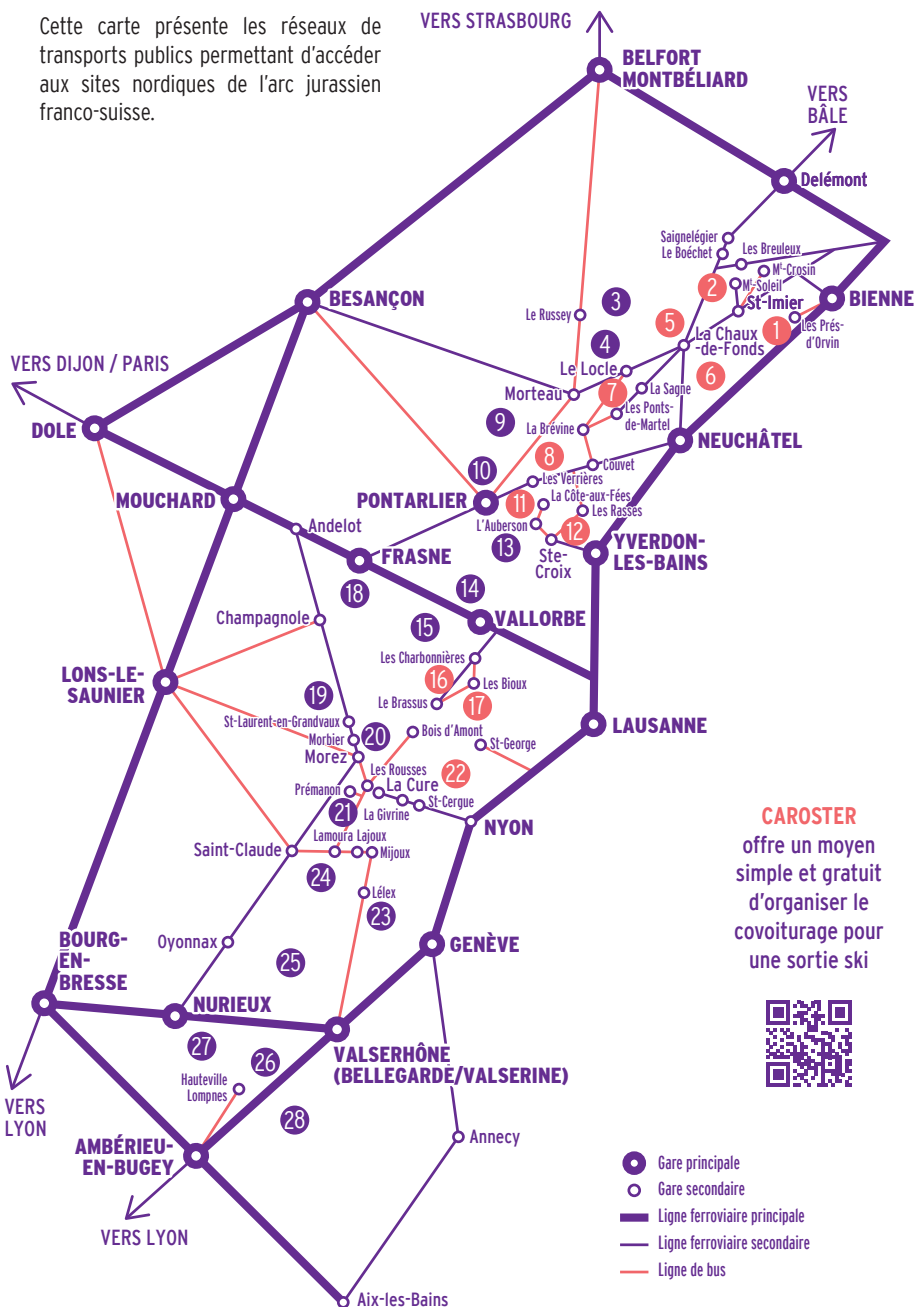 Cette carte présente les réseaux de
transports publics permettant d'accéder
aux sites nordiques de l'arc jurassien
franco-suisse.
VERS STRASBOURG
BELFORT
MONTBÉLIARD
VERS
BÂLE
Delémont
Saignelégier
Le Boéchet
Les Breuleux
Mt-Crosin
Mt-Soleil
2
St-Imier
BIENNE
1
Les Prés-
d'Orvin
BESANÇON
3
Le Russey
5
La Chaux
-de-Fonds
4
Le Locle
6
VERS DIJON / PARIS
Morteau
7
La Sagne
Les Ponts-
de-Martel
DOLE
9
La Brévine
NEUCHÂTEL
8
Couvet
10
Les Verrières
MOUCHARD
PONTARLIER
11
La Côte-aux-Fées
Les Rasses
L'Auberson
12
Andelot
13
Ste-
Croix
YVERDON-
LES-BAINS
FRASNE
18
14
Champagnole
VALLORBE
15
Les Charbonnières
LONS-LE-
SAUNIER
16
Les Bioux
19
Le Brassus
17
St-Laurent-en-Grandvaux
Morbier
20
Bois d'Amont
LAUSANNE
Morez
St-George
Les Rousses
22
Prémanon
La Cure
21
La Givrine
St-Cergue
NYON
Lamoura
Lajoux
Saint-Claude
Mijoux
24
Lélex
23
CAROSTER
offre un moyen
simple et gratuit
d'organiser le
covoiturage pour
une sortie ski
BOURG-
EN-
BRESSE
Oyonnax
25
GENÈVE
NURIEUX
27
26
VALSERHÔNE
(BELLEGARDE/VALSERINE)
Hauteville
Lompnes
VERS
LYON
28
AMBÉRIEU-
EN-BUGEY
Annecy
VERS LYON
Aix-les-Bains
Gare principale
Gare secondaire
Ligne ferroviaire principale
Ligne ferroviaire secondaire
Ligne de bus